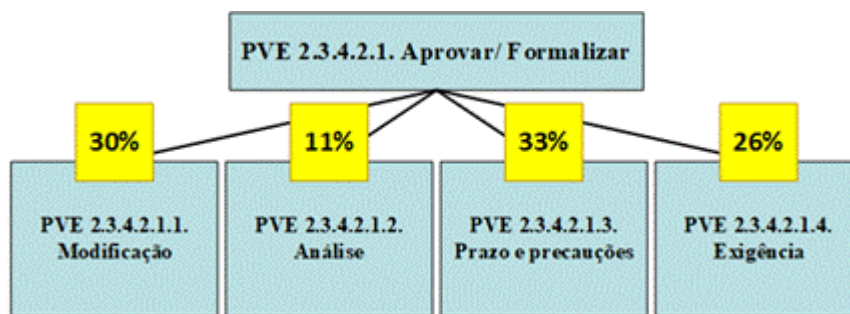 PVE 2.3.4.2.1. Aprovar/ Formalizar
30%
11%
33%
26%
PVE 2.3.4.2.1.1.
Modificação
PVE 2.3.4.2.1.2.
Análise
PVE 2.3.4.2.1.3.
Prazo e precauções
PVE 2.3.4.2.1.4.
Exigência